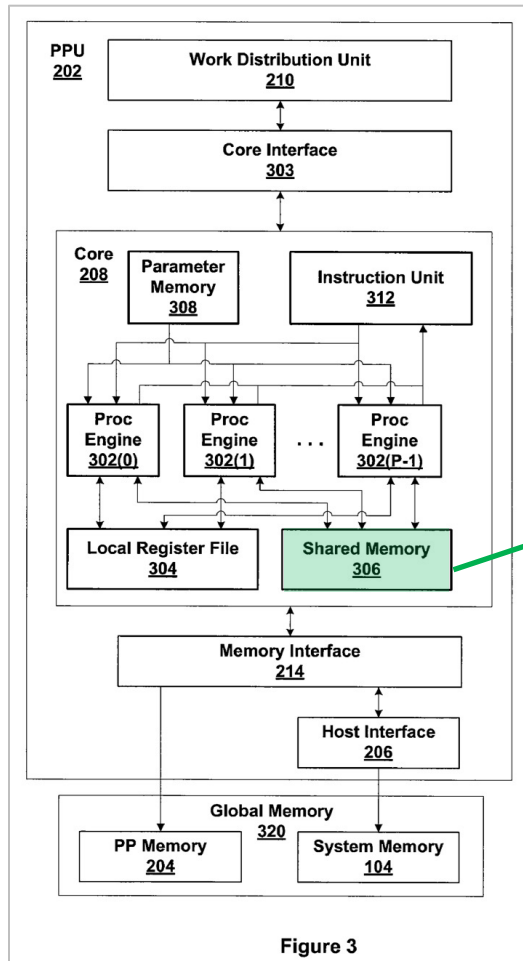 PPU
202
Work Distribution Unit
210
Core Interface
303
Core
208
Parameter
Memory
308
Instruction Unit
312
Proc
Engine
302(0)
Proc
Engine
302(1)
. . .
Proc
Engine
302(P-1)
Local Register File
304
Shared Memory
306
Memory Interface
214
Host Interface
206
Global Memory
320
PP Memory
204
System Memory
104
Figure 3